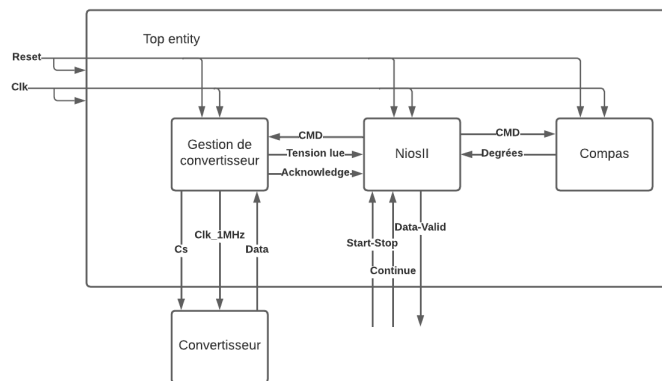 Top entity
Reset
Clk
Gestion de
convertisseur
CMD
Tension lue
Acknowledge
NiosII
CMD
Degrées
Compas
Cs
Clk_1MHz
Data
Start-Stop
Continue
Data-Valid
Convertisseur